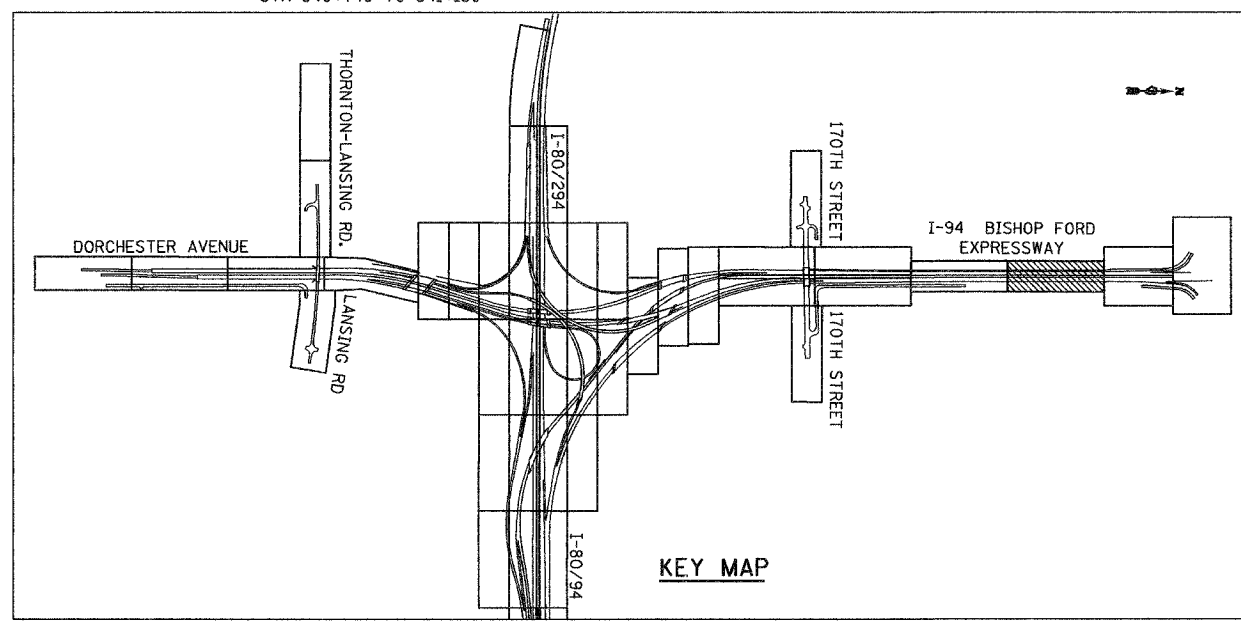 THORNTON-LANSING RD.
I-80/294
170TH STREET
I-94 BISHOP FORD
EXPRESSWAY
DORCHESTER AVENUE
LANSING RD
170TH STREET
I-80/94
KEY MAP
N